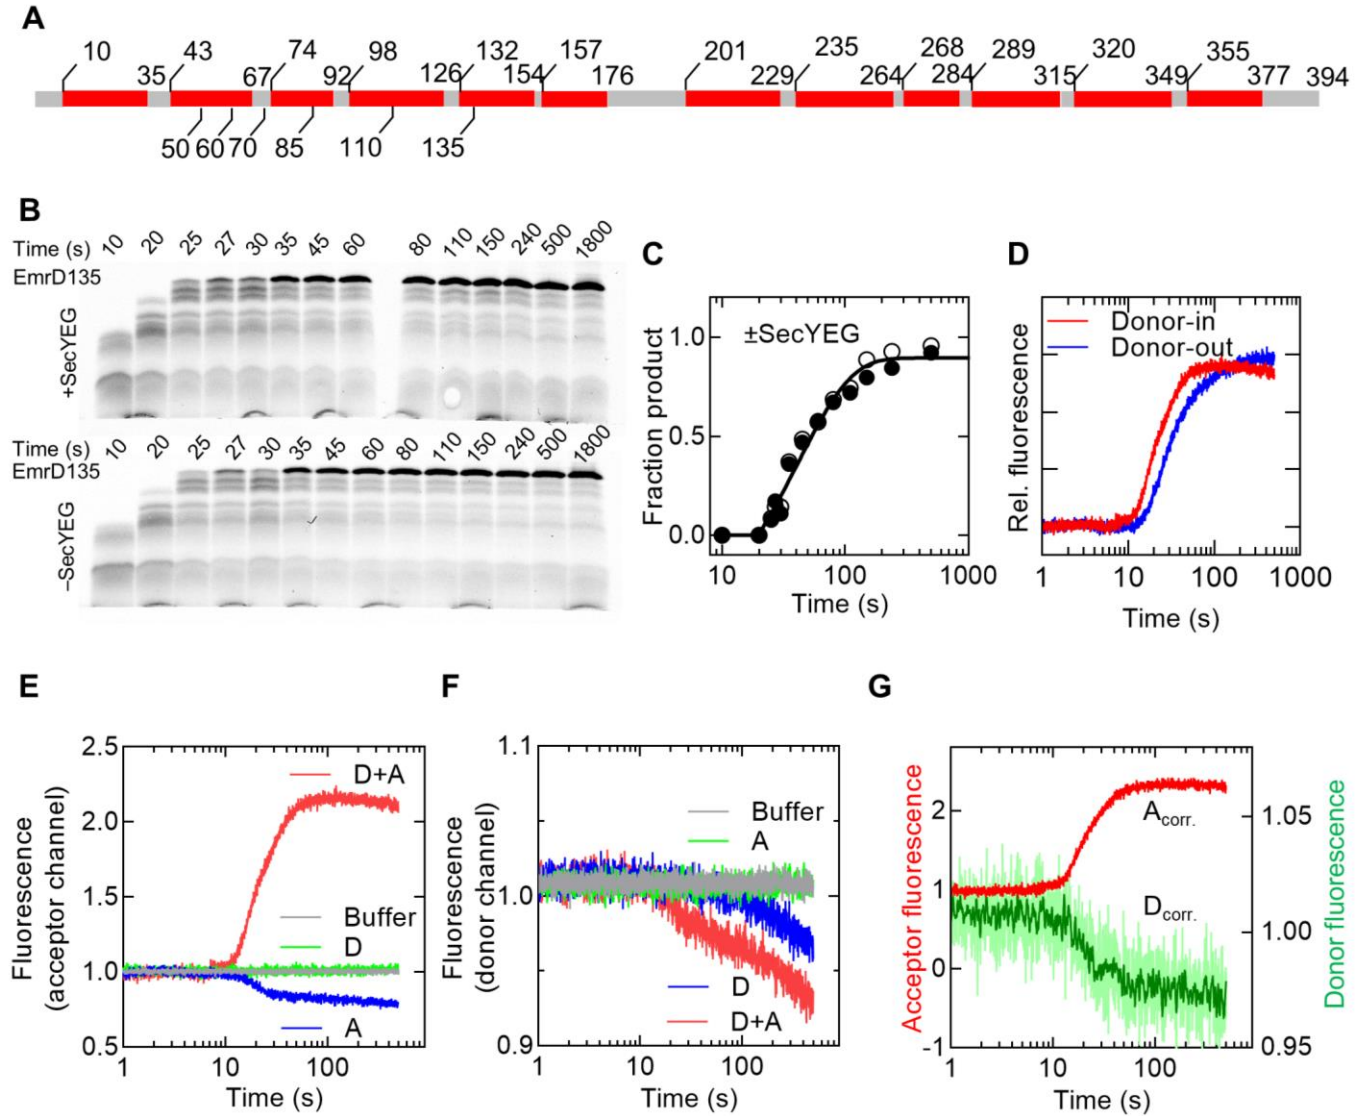 A
10 43 74 98 132 157 201 235 268 289 320 355
35 67 92 126 154 176 229 264 284 315 349 377 394
50 60 70 85 110 135
B
Time (s) 10 20 25 27 30 35 45 60 80 110 150 240 500 1800
EmrD135
+SecYEG
Time (s) 10 20 25 27 30 35 45 60 80 110 150 240 500 1800
EmrD135
–SecYEG
C
±SecYEG
Fraction product
1.0
0.5
0.0
10 100 1000
Time (s)
D
Donor-in
Donor-out
Rel. fluorescence
1 10 100 1000
Time (s)
E
Fluorescence
(acceptor channel)
2.5
2.0
1.5
1.0
0.5
D+A
Buffer
D
A
1 10 100
Time (s)
F
Fluorescence
(donor channel)
1.1
1.0
0.9
Buffer
A
D
D+A
1 10 100
Time (s)
G
Acceptor fluorescence
2
1
0
-1
Acorr.
Dcorr.
1.05
1.00
0.95
Donor fluorescence
1 10 100
Time (s)